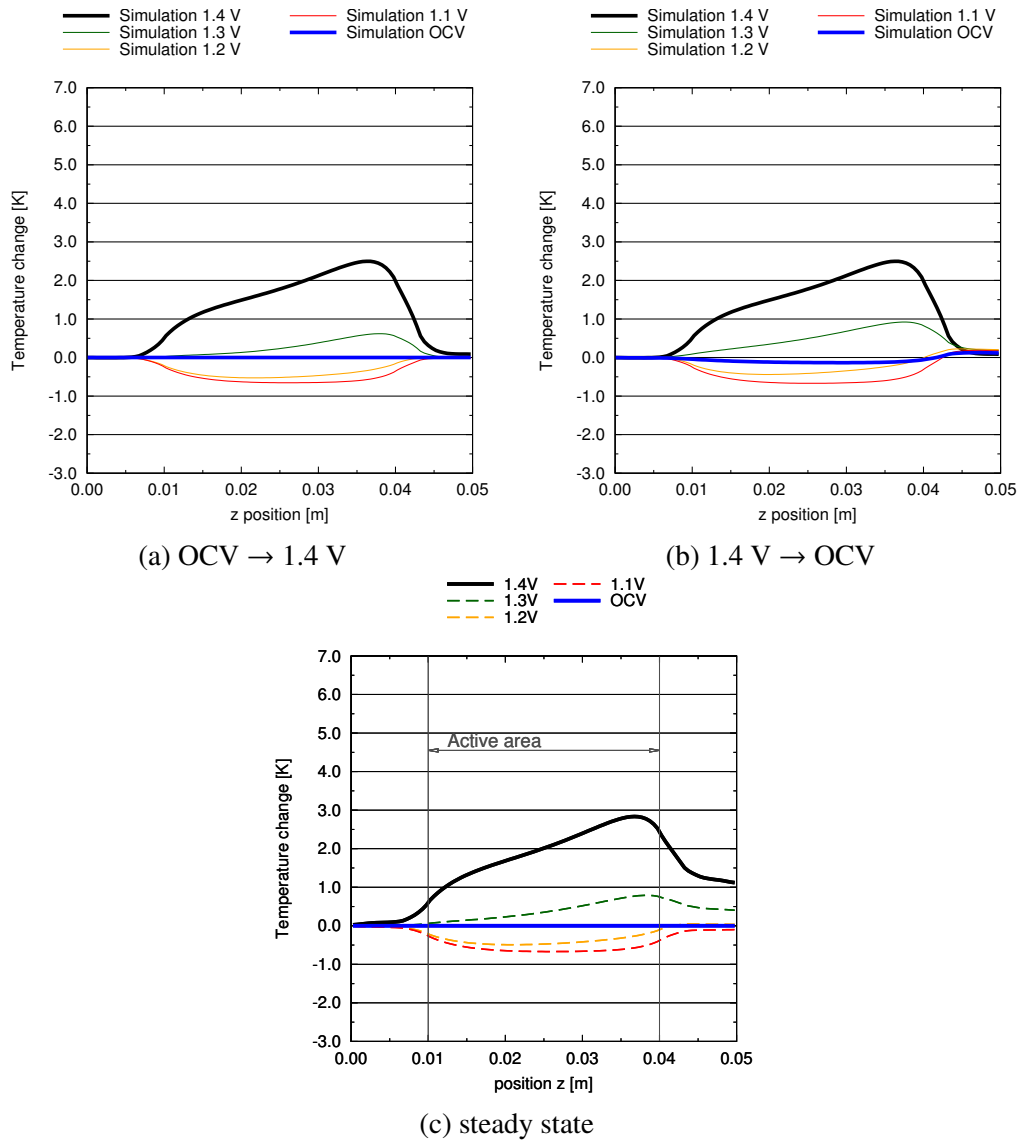 Simulation 1.4 V
Simulation 1.3 V
Simulation 1.2 V
Simulation 1.1 V
Simulation OCV
7.0
6.0
5.0
4.0
3.0
2.0
1.0
0.0
-1.0
-2.0
-3.0
Temperature change [K]
0.00 0.01 0.02 0.03 0.04 0.05
z position [m]
(a) OCV → 1.4 V
Simulation 1.4 V
Simulation 1.3 V
Simulation 1.2 V
Simulation 1.1 V
Simulation OCV
7.0
6.0
5.0
4.0
3.0
2.0
1.0
0.0
-1.0
-2.0
-3.0
Temperature change [K]
0.00 0.01 0.02 0.03 0.04 0.05
z position [m]
(b) 1.4 V → OCV
1.4V
1.3V
1.2V
1.1V
OCV
7.0
6.0
5.0
4.0
3.0
2.0
1.0
0.0
-1.0
-2.0
-3.0
Temperature change [K]
Active area
0.00 0.01 0.02 0.03 0.04 0.05
position z [m]
(c) steady state